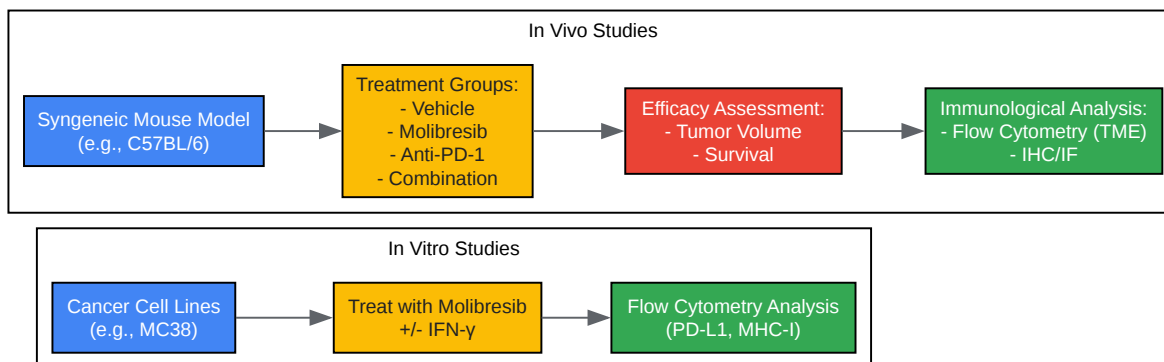 In Vivo Studies
Syngeneic Mouse Model
(e.g., C57BL/6)
Treatment Groups:
- Vehicle
- Molibresib
- Anti-PD-1
- Combination
Efficacy Assessment:
- Tumor Volume
- Survival
Immunological Analysis:
- Flow Cytometry (TME)
- IHC/IF
In Vitro Studies
Cancer Cell Lines
(e.g., MC38)
Treat with Molibresib
+/- IFN-γ
Flow Cytometry Analysis
(PD-L1, MHC-I)